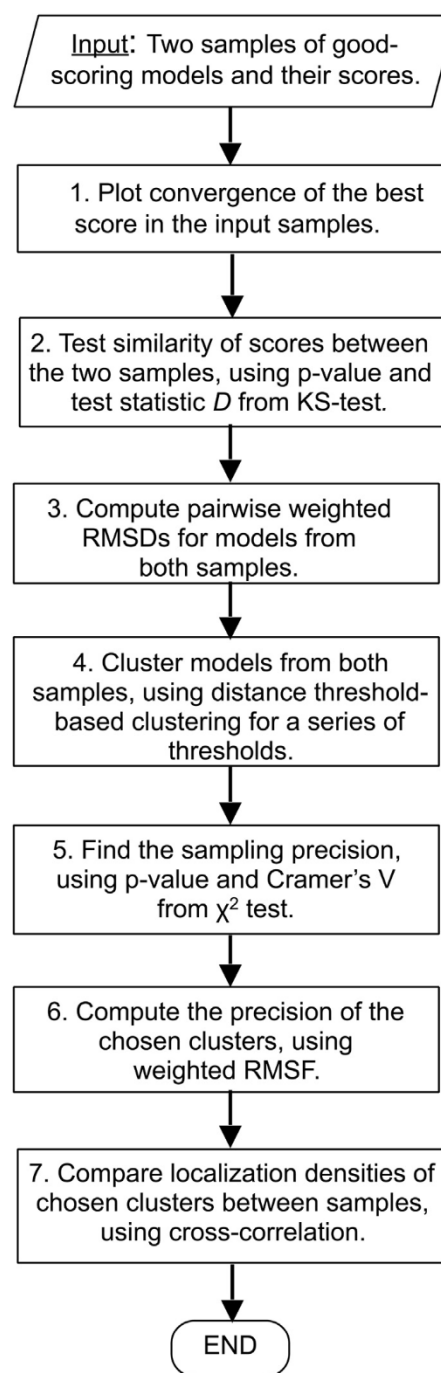 Input: Two samples of good-
scoring models and their scores.
1. Plot convergence of the best
score in the input samples.
2. Test similarity of scores between
the two samples, using p-value and
test statistic D from KS-test.
3. Compute pairwise weighted
RMSDs for models from
both samples.
4. Cluster models from both
samples, using distance threshold-
based clustering for a series of
thresholds.
5. Find the sampling precision,
using p-value and Cramer's V
from χ² test.
6. Compute the precision of the
chosen clusters, using
weighted RMSF.
7. Compare localization densities of
chosen clusters between samples,
using cross-correlation.
END